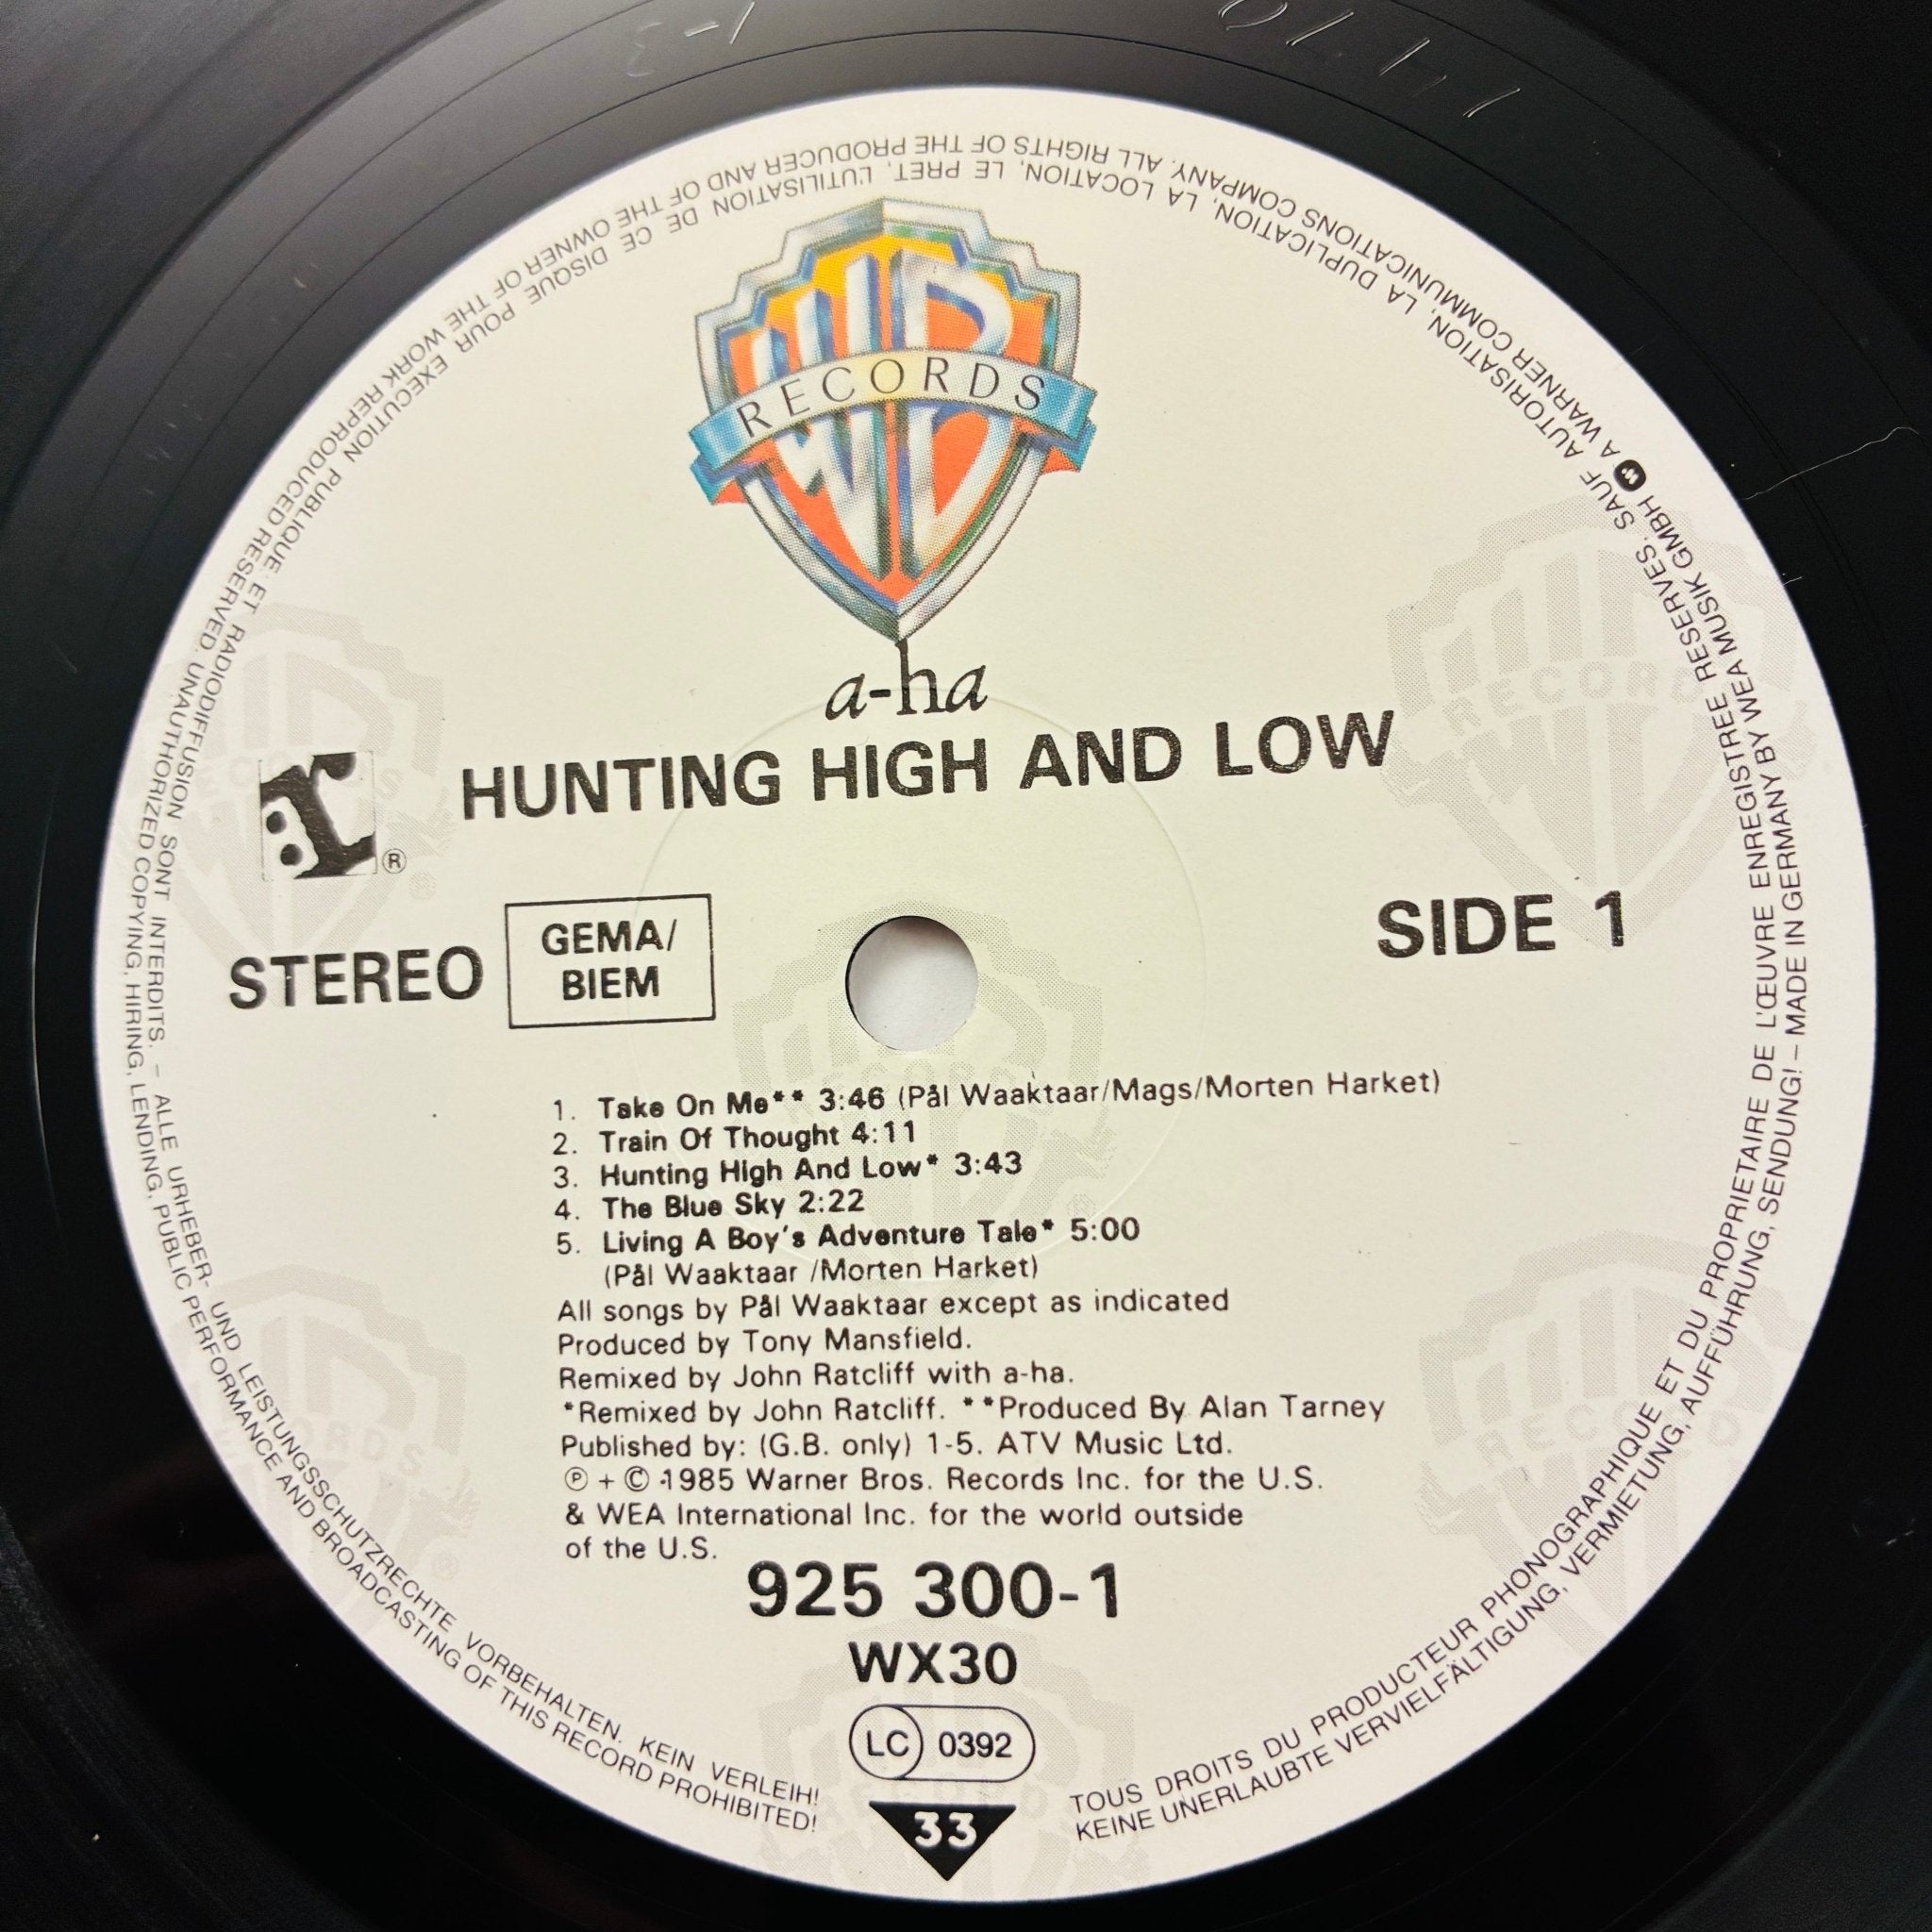 RECORDS
a-ha
HUNTING HIGH AND LOW
r®
STEREO
GEMA/
BIEM
SIDE 1
1. Take On Me** 3:46 (Pål Waaktaar/Mags/Morten Harket)
2. Train Of Thought 4:11
3. Hunting High And Low* 3:43
4. The Blue Sky 2:22
5. Living A Boy's Adventure Tale* 5:00
(Pål Waaktaar /Morten Harket)
All songs by Pål Waaktaar except as indicated
Produced by Tony Mansfield.
Remixed by John Ratcliff with a-ha.
*Remixed by John Ratcliff. **Produced By Alan Tarney
Published by: (G.B. only) 1-5. ATV Music Ltd.
℗ + © 1985 Warner Bros. Records Inc. for the U.S.
& WEA International Inc. for the world outside
of the U.S.
925 300-1
WX30
LC 0392
33
TOUS DROITS DU PRODUCTEUR PHONOGRAPHIQUE ET DU PROPRIETAIRE DE L'ŒUVRE ENREGISTREE RESERVES. SAUF AUTORISATION, LA DUPLICATION, LA LOCATION, LE PRET, L'UTILISATION DE CE DISQUE POUR EXECUTION PUBLIQUE ET RADIODIFFUSION SONT INTERDITS. – ALLE URHEBER- UND LEISTUNGSSCHUTZRECHTE VORBEHALTEN. KEIN VERLEIH!
KEINE UNERLAUBTE VERVIELFÄLTIGUNG, VERMIETUNG, AUFFÜHRUNG, SENDUNG! – MADE IN GERMANY BY WEA MUSIK GMBH A WARNER COMMUNICATIONS COMPANY. ALL RIGHTS OF THE PRODUCER AND OF THE OWNER OF THE WORK REPRODUCED RESERVED. UNAUTHORIZED COPYING, HIRING, LENDING, PUBLIC PERFORMANCE AND BROADCASTING OF THIS RECORD PROHIBITED!